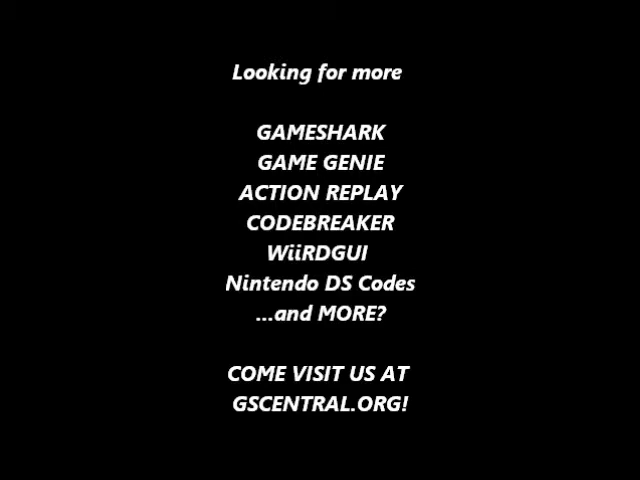 Looking for more
GAMESHARK
GAME GENIE
ACTION REPLAY
CODEBREAKER
WiiRDGUI
Nintendo DS Codes
...and MORE?
COME VISIT US AT
GSCENTRAL.ORG!